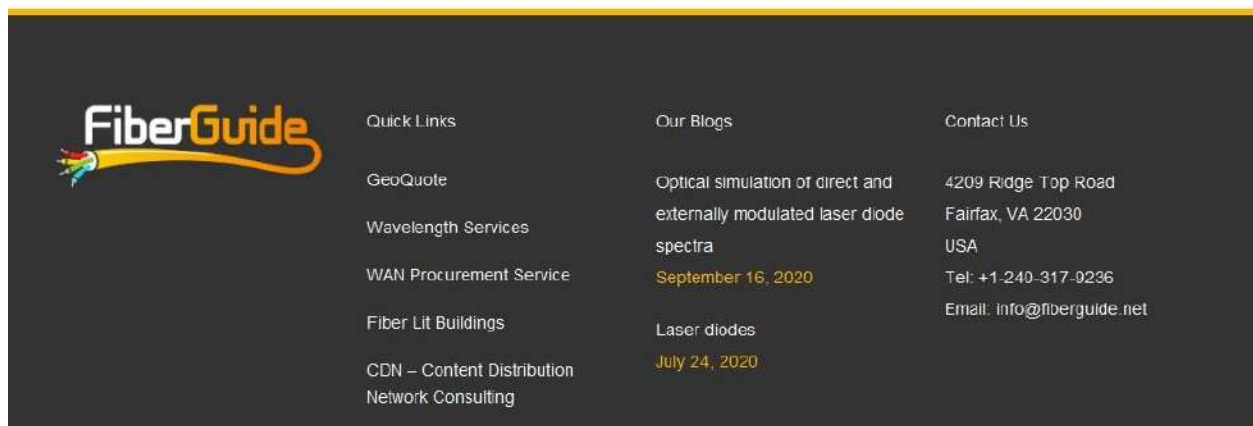 FiberGuide
Quick Links
GeoQuote
Wavelength Services
WAN Procurement Service
Fiber Lit Buildings
CDN – Content Distribution
Network Consulting
Our Blogs
Optical simulation of direct and
externally modulated laser diode
spectra
September 16, 2020
Laser diodes
July 24, 2020
Contact Us
4209 Ridge Top Road
Fairfax, VA 22030
USA
Tel: +1-240-317-9236
Email: info@fiberguide.net